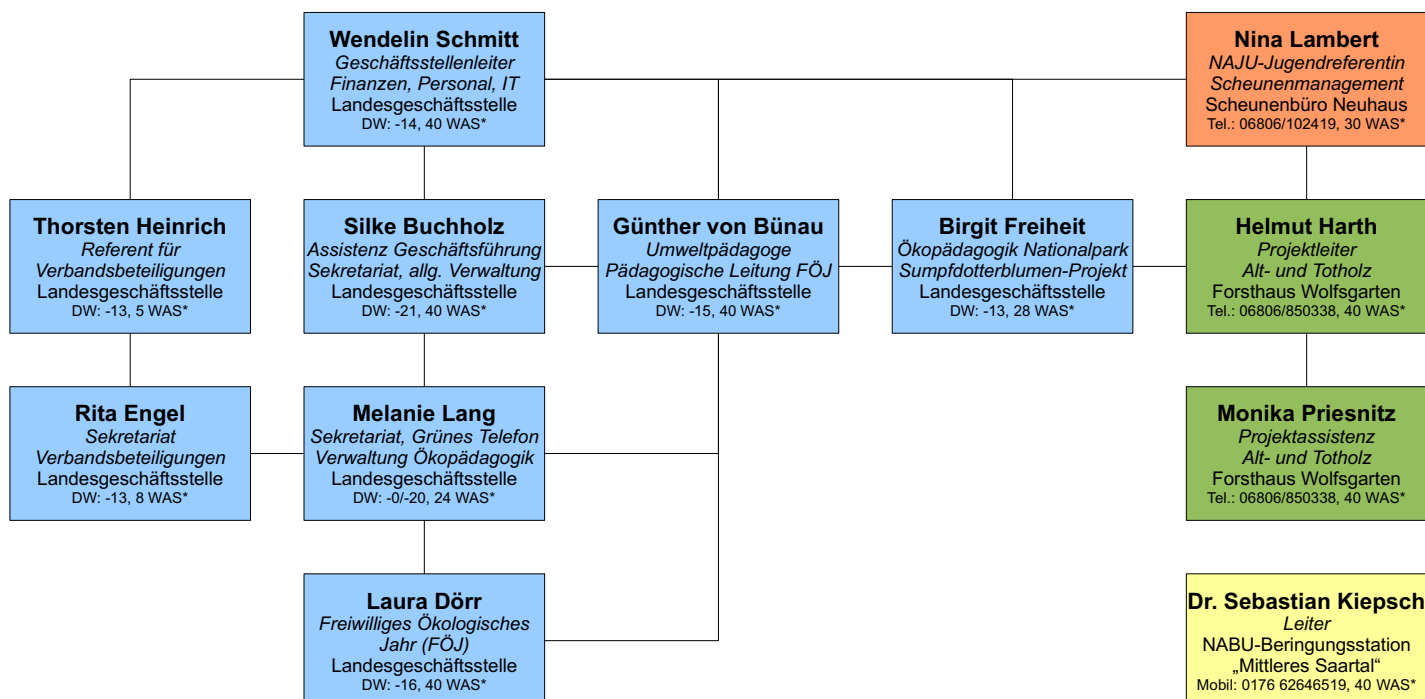 Wendelin Schmitt
Geschäftsstellenleiter
Finanzen, Personal, IT
Landesgeschäftsstelle
DW: -14, 40 WAS*
Nina Lambert
NAJU-Jugendreferentin
Scheunenmanagement
Scheunenbüro Neuhaus
Tel.: 06806/102419, 30 WAS*
Thorsten Heinrich
Referent für
Verbandsbeteiligungen
Landesgeschäftsstelle
DW: -13, 5 WAS*
Silke Buchholz
Assistenz Geschäftsführung
Sekretariat, allg. Verwaltung
Landesgeschäftsstelle
DW: -21, 40 WAS*
Günther von Bünau
Umweltpädagoge
Pädagogische Leitung FÖJ
Landesgeschäftsstelle
DW: -15, 40 WAS*
Birgit Freiheit
Ökopädagogik Nationalpark
Sumpfdotterblumen-Projekt
Landesgeschäftsstelle
DW: -13, 28 WAS*
Helmut Harth
Projektleiter
Alt- und Totholz
Forsthaus Wolfsgarten
Tel.: 06806/850338, 40 WAS*
Rita Engel
Sekretariat
Verbandsbeteiligungen
Landesgeschäftsstelle
DW: -13, 8 WAS*
Melanie Lang
Sekretariat, Grünes Telefon
Verwaltung Ökopädagogik
Landesgeschäftsstelle
DW: -0/-20, 24 WAS*
Monika Priesnitz
Projektassistenz
Alt- und Totholz
Forsthaus Wolfsgarten
Tel.: 06806/850338, 40 WAS*
Laura Dörr
Freiwilliges Ökologisches
Jahr (FÖJ)
Landesgeschäftsstelle
DW: -16, 40 WAS*
Dr. Sebastian Kiepsch
Leiter
NABU-Beringungsstation
„Mittleres Saartal“
Mobil: 0176 62646519, 40 WAS*